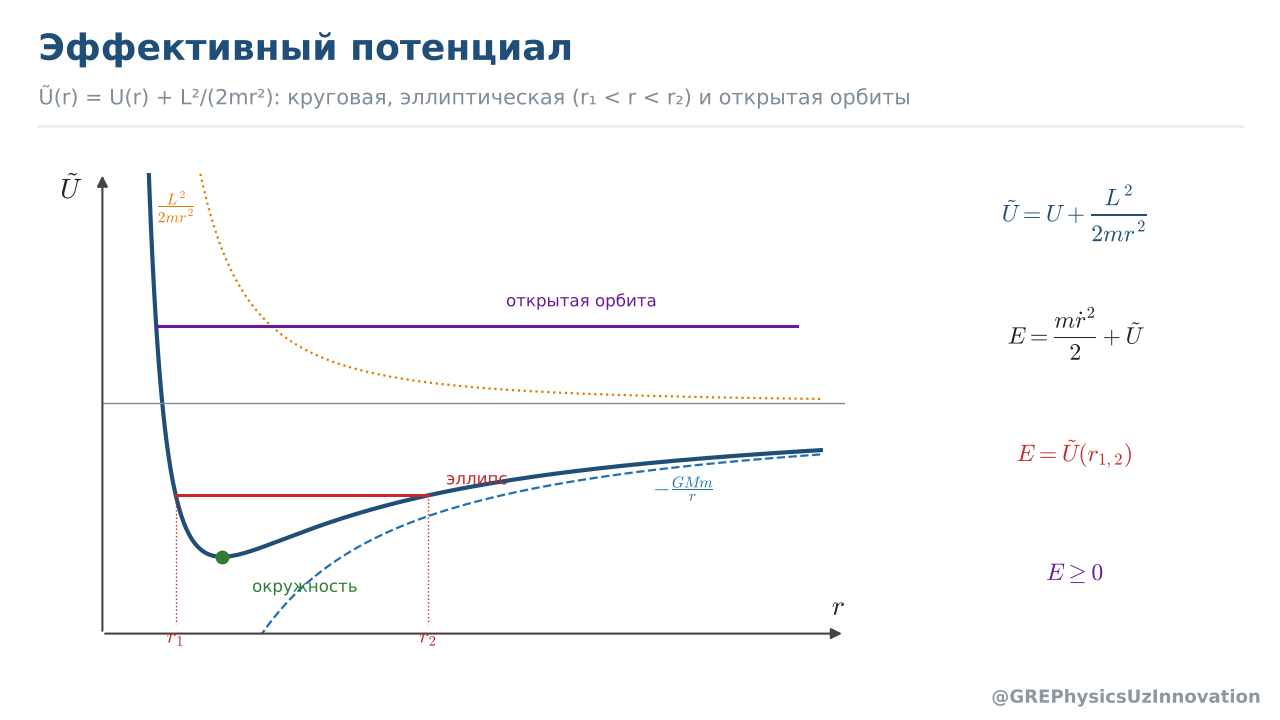 Эффективный потенциал
Ũ(r) = U(r) + L²/(2mr²): круговая, эллиптическая (r₁ < r < r₂) и открытая орбиты
Ũ
L²/2mr²
открытая орбита
эллипс
−GMm/r
окружность
r
r₁
r₂
Ũ = U + L²/2mr²
E = mṙ²/2 + Ũ
E = Ũ(r₁,₂)
E ≥ 0
@GREPhysicsUzInnovation